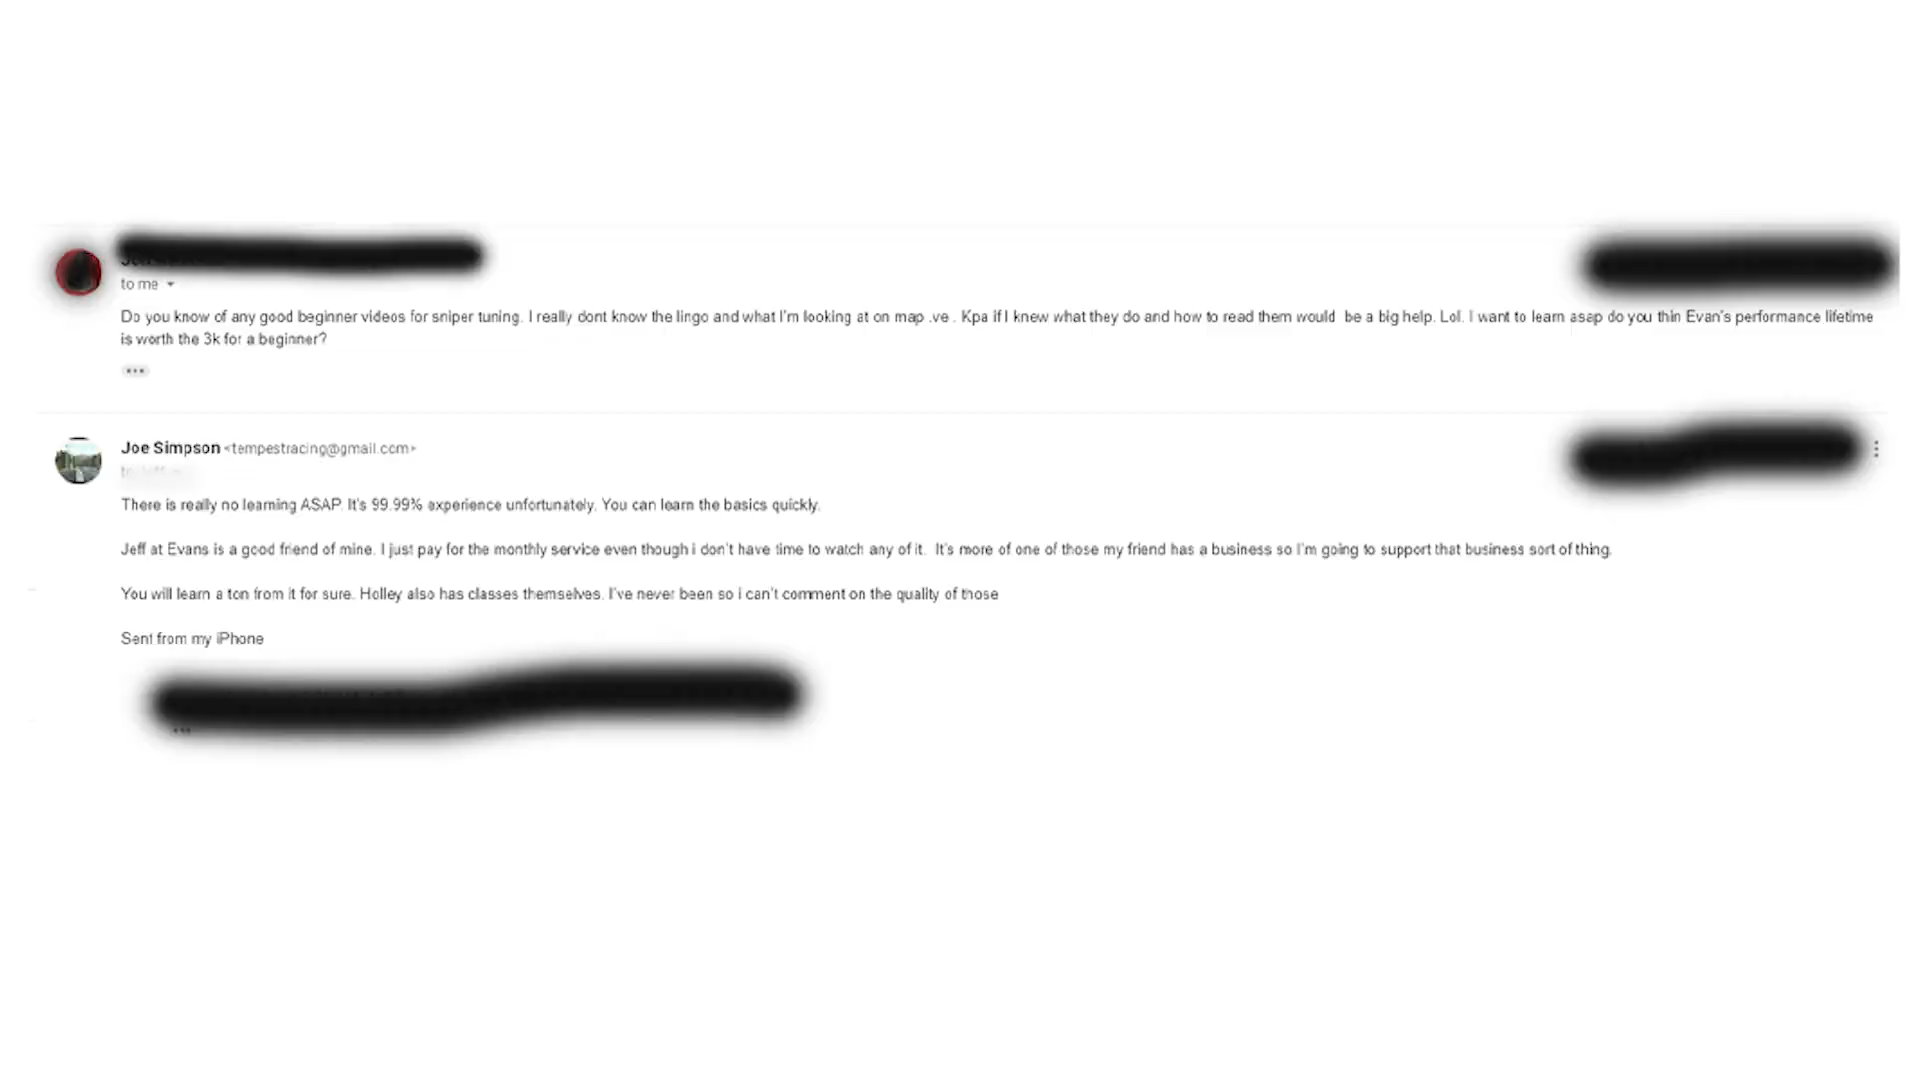 to me
Do you know of any good beginner videos for sniper tuning. I really dont know the lingo and what I'm looking at on map .ve . Kpa if I knew what they do and how to read them would be a big help. Lol. I want to learn asap do you thin Evan's performance lifetime
is worth the 3k for a beginner?
Joe Simpson <tempestracing@gmail.com>
There is really no learning ASAP. It's 99.99% experience unfortunately. You can learn the basics quickly.
Jeff at Evans is a good friend of mine. I just pay for the monthly service even though i don't have time to watch any of it. It's more of one of those my friend has a business so I'm going to support that business sort of thing.
You will learn a ton from it for sure. Holley also has classes themselves. I've never been so i can't comment on the quality of those
Sent from my iPhone